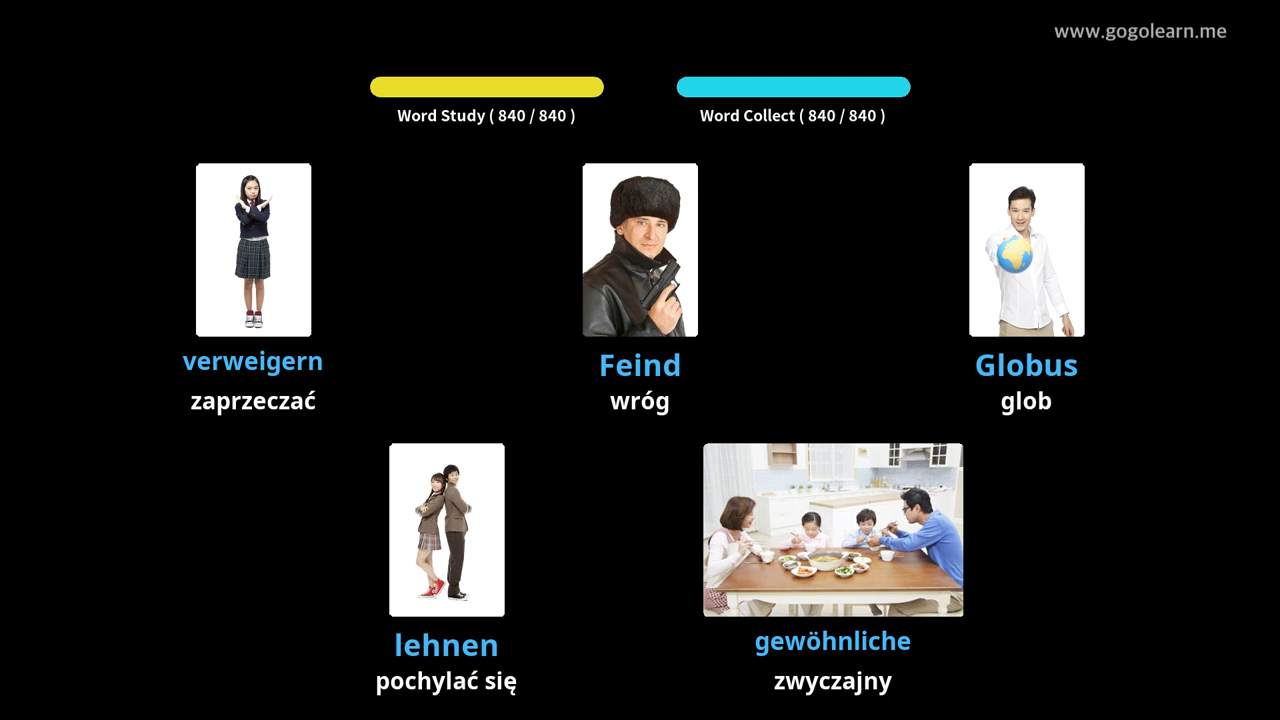 www.gogolearn.me
Word Study ( 840 / 840 )
Word Collect ( 840 / 840 )
verweigern
zaprzeczać
Feind
wróg
Globus
glob
lehnen
pochylać się
gewöhnliche
zwyczajny